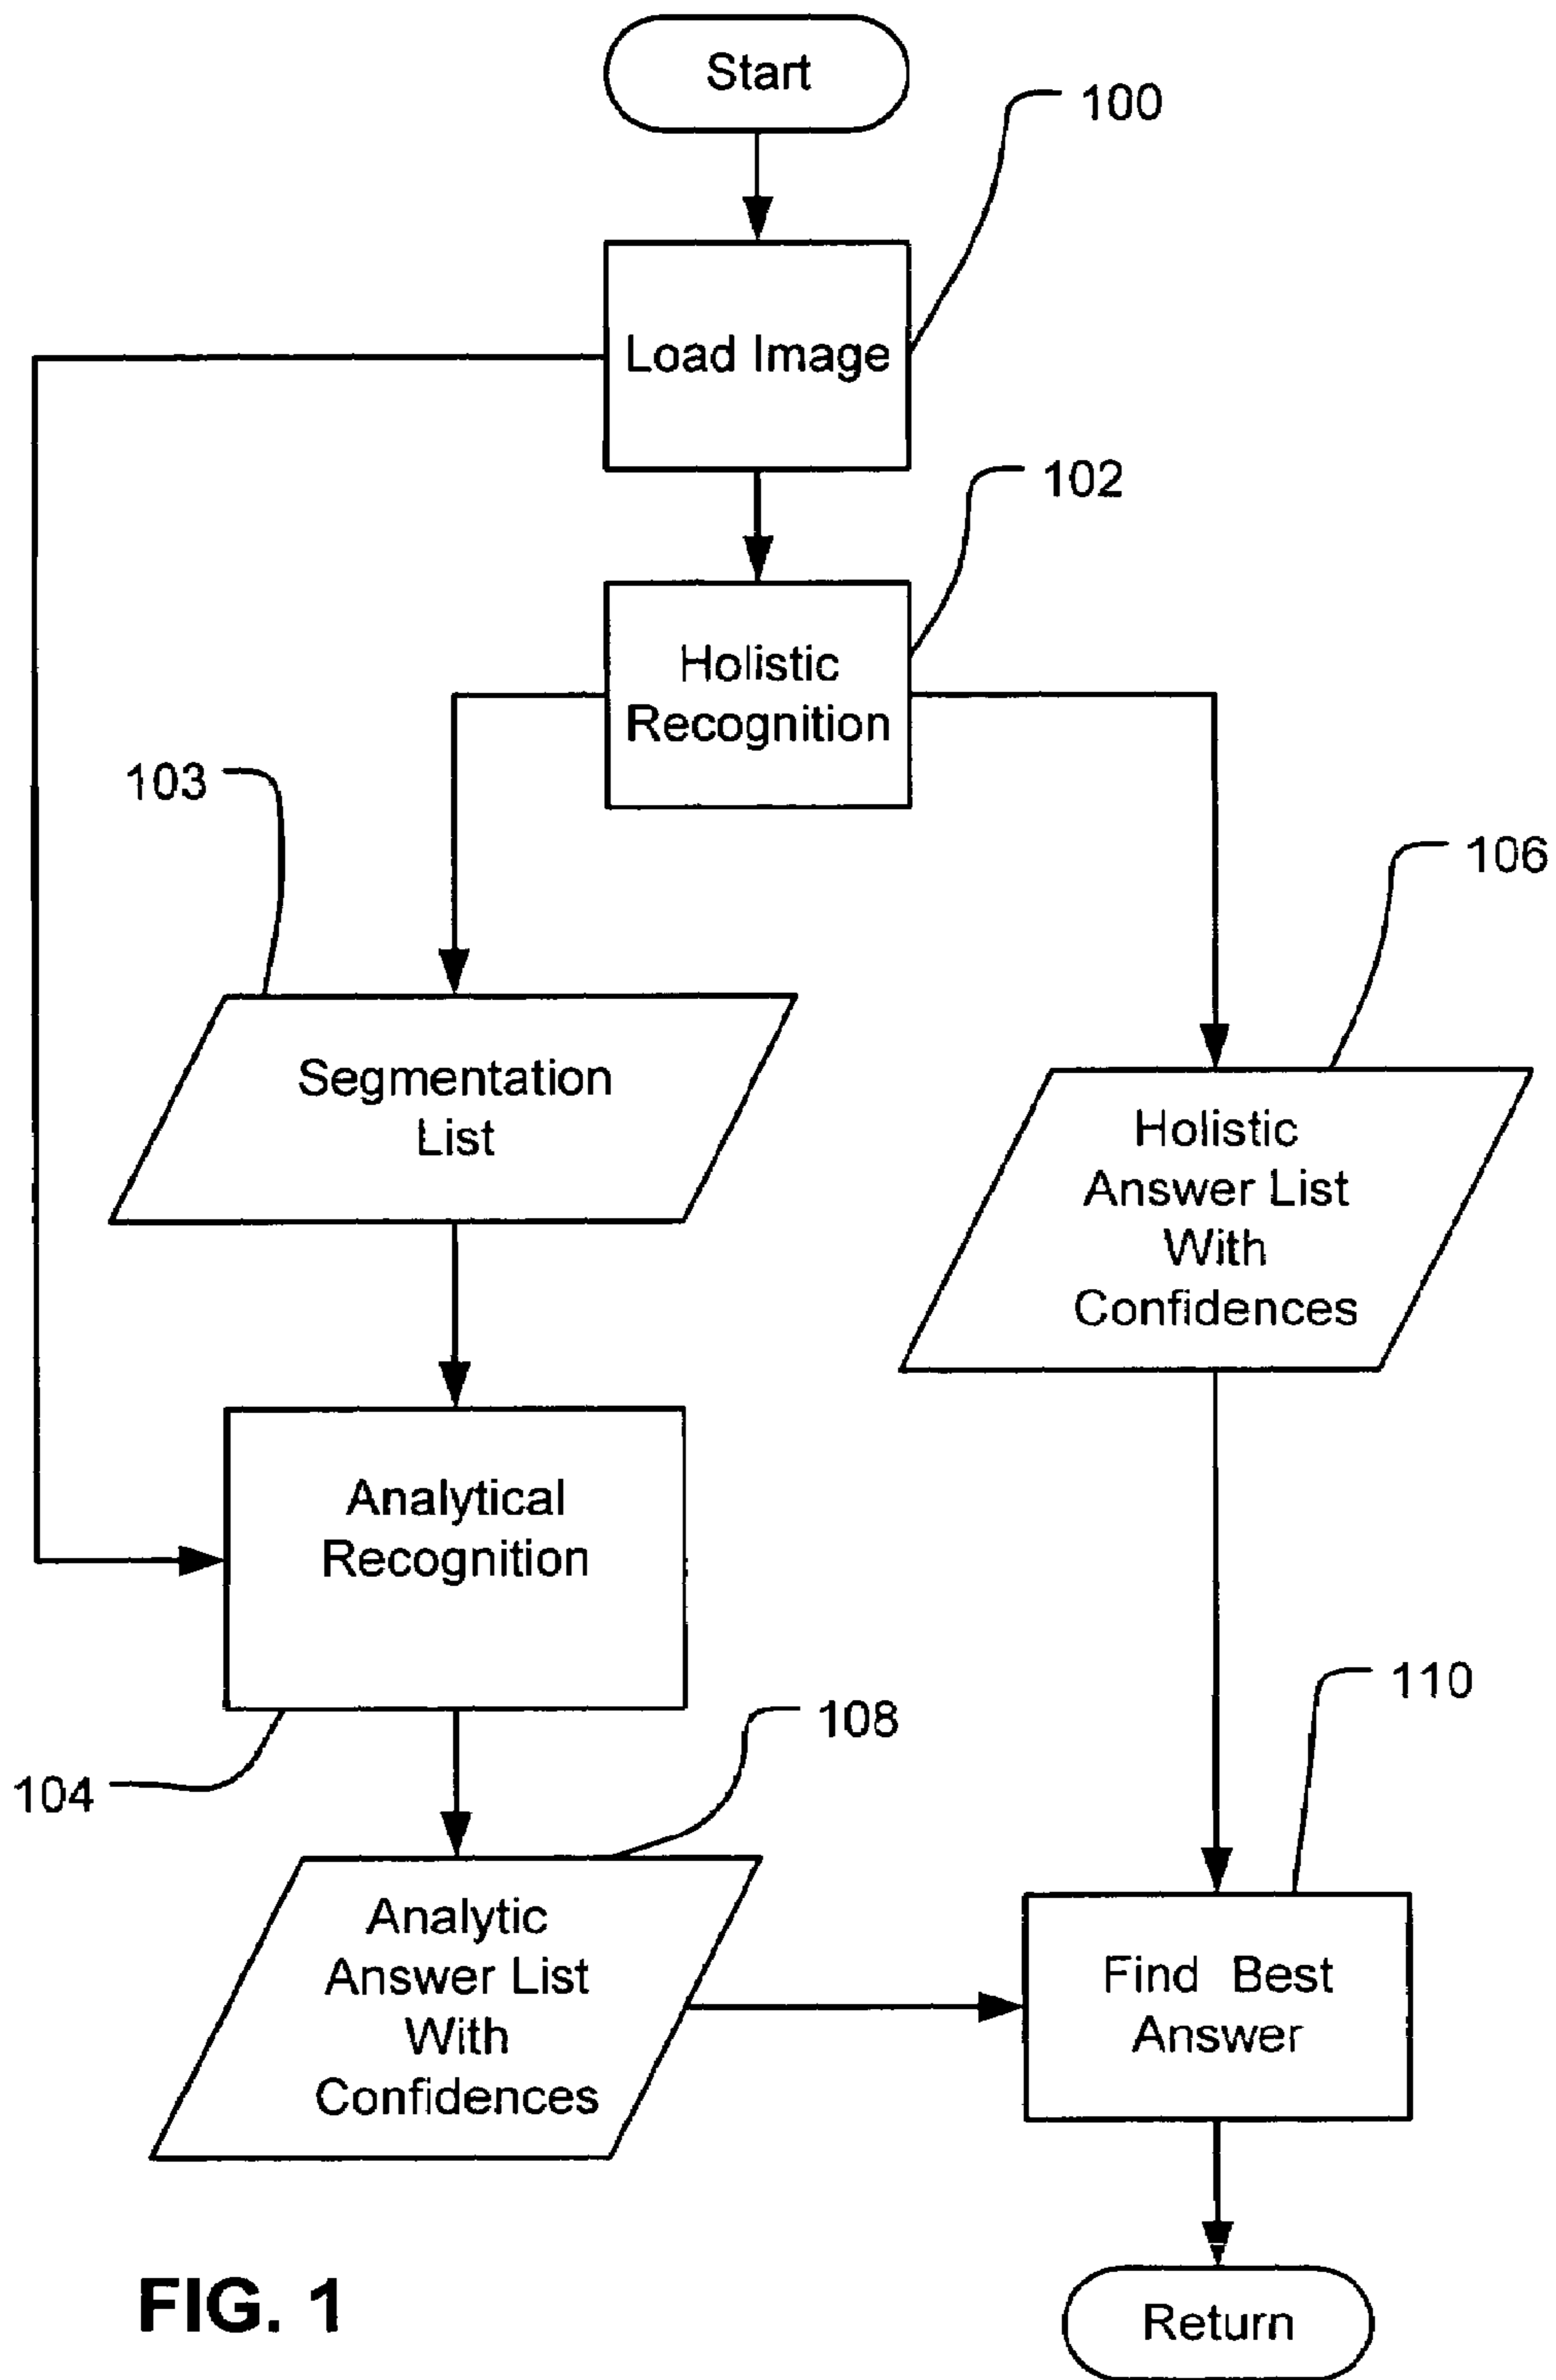 Start
100
Load Image
102
Holistic
Recognition
103
106
Segmentation
List
Holistic
Answer List
With
Confidences
Analytical
Recognition
110
108
104
Analytic
Answer List
With
Confidences
Find Best
Answer
FIG. 1
Return